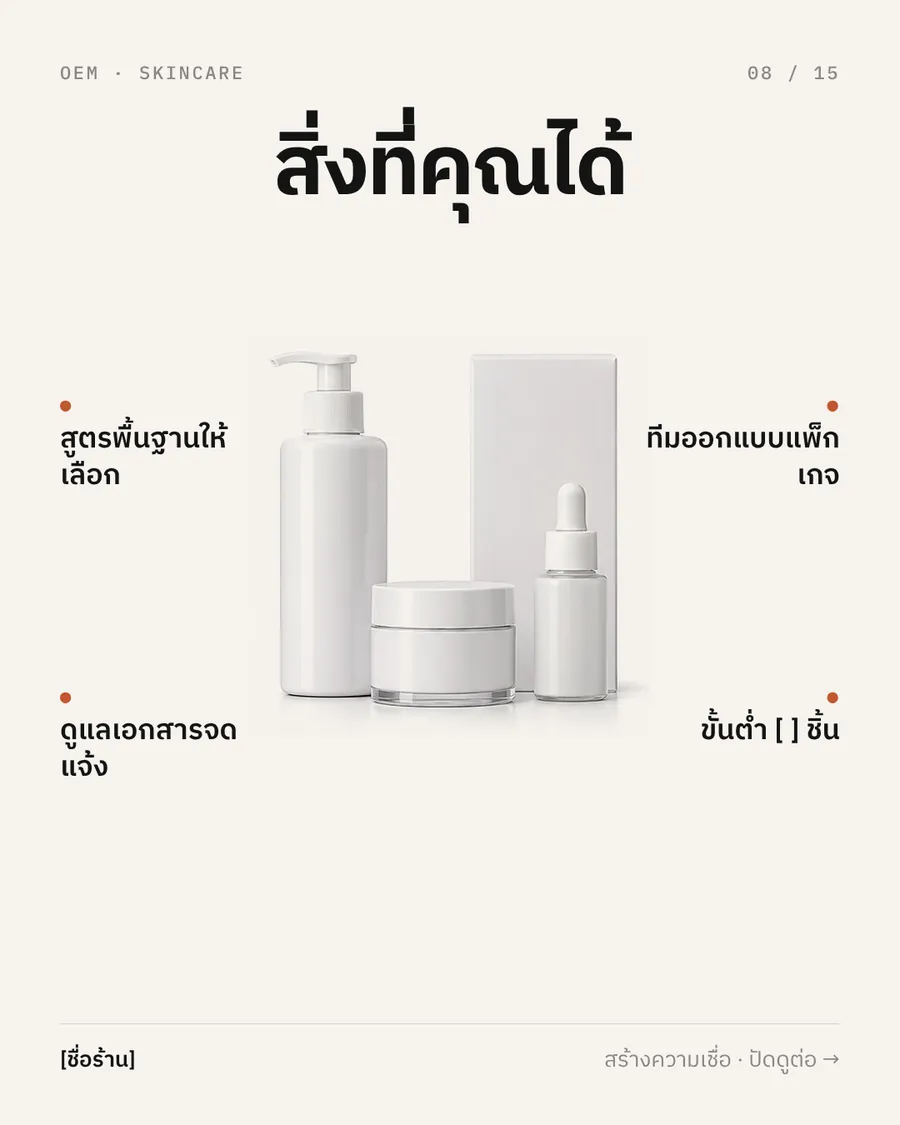 OEM · SKINCARE
08 / 15
สิ่งที่คุณได้
สูตรพื้นฐานให้
เลือก
ทีมออกแบบแพ็ก
เกจ
ดูแลเอกสารจด
แจ้ง
ขั้นต่ำ [ ] ชิ้น
[ชื่อร้าน]
สร้างความเชื่อ · ปัดดูต่อ →